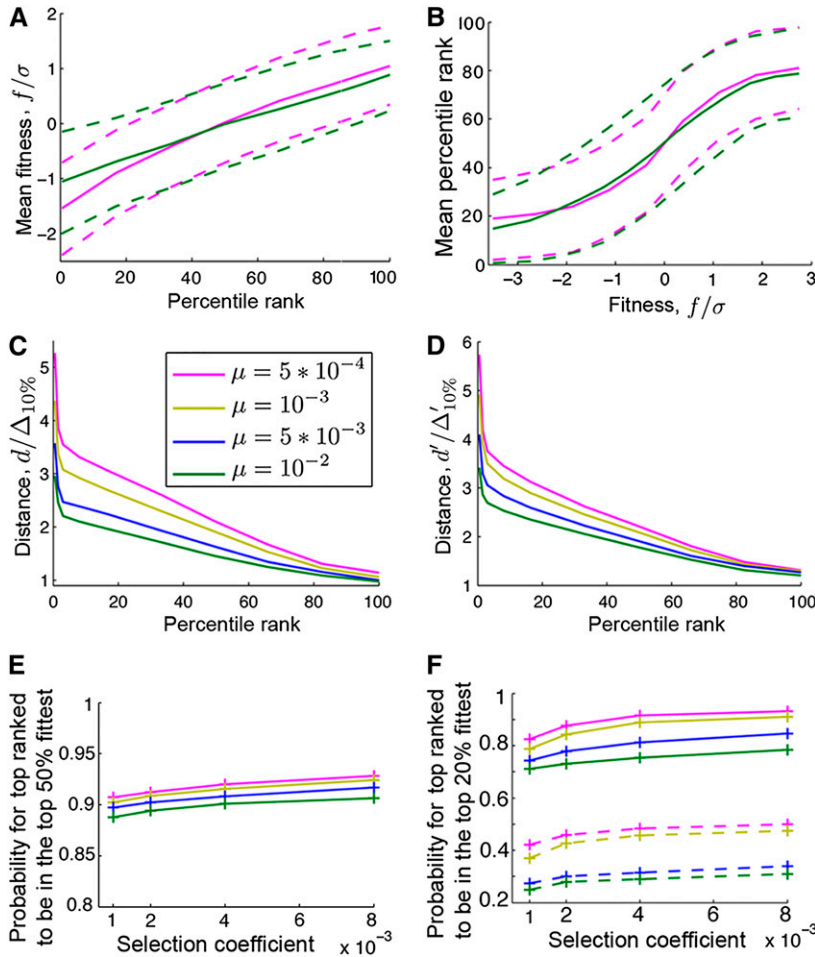 A
Mean fitness, f/σ
2
1
0
−1
−2
0 20 40 60 80 100
Percentile rank
B
Mean percentile rank
100
80
60
40
20
0
−3 −2 −1 0 1 2 3
Fitness, f/σ
C
Distance, d/Δ10%
5
4
3
2
1
0 20 40 60 80 100
Percentile rank
μ = 5 * 10⁻⁴
μ = 10⁻³
μ = 5 * 10⁻³
μ = 10⁻²
D
Distance, d′/Δ′10%
6
5
4
3
2
1
0 20 40 60 80 100
Percentile rank
E
Probability for top ranked
to be in the top 50% fittest
1
0.95
0.9
0.85
0.8
1 2 4 6 8
Selection coefficient
x 10⁻³
F
Probability for top ranked
to be in the top 20% fittest
1
0.8
0.6
0.4
0.2
1 2 4 6 8
Selection coefficient
x 10⁻³